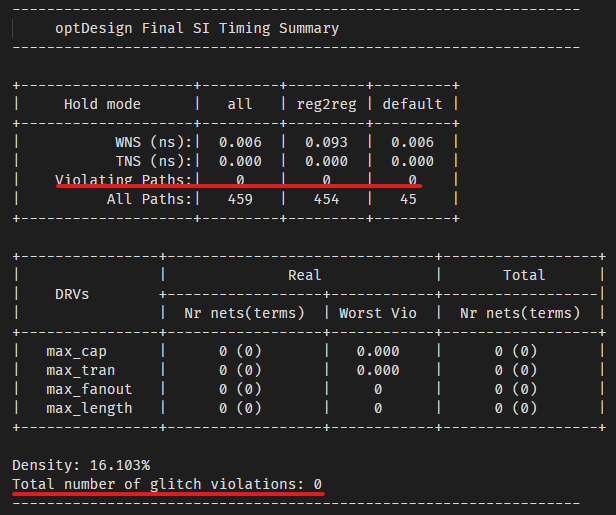 --------------------------------------------------------------------
     optDesign Final SI Timing Summary
--------------------------------------------------------------------
+--------------------+---------+---------+---------+
|     Hold mode      |   all   | reg2reg | default |
+--------------------+---------+---------+---------+
|           WNS (ns):|  0.006  |  0.093  |  0.006  |
|           TNS (ns):|  0.000  |  0.000  |  0.000  |
|    Violating Paths:|    0    |    0    |    0    |
|          All Paths:|   459   |   454   |   45    |
+--------------------+---------+---------+---------+
+----------------+-------------------------------+------------------+
|                |              Real             |       Total      |
|    DRVs        +------------------+------------+------------------|
|                |  Nr nets(terms)  | Worst Vio  |  Nr nets(terms)  |
+----------------+------------------+------------+------------------+
|   max_cap      |      0 (0)       |   0.000    |      0 (0)       |
|   max_tran     |      0 (0)       |   0.000    |      0 (0)       |
|   max_fanout   |      0 (0)       |     0      |      0 (0)       |
|   max_length   |      0 (0)       |     0      |      0 (0)       |
+----------------+------------------+------------+------------------+
Density: 16.103%
Total number of glitch violations: 0
--------------------------------------------------------------------